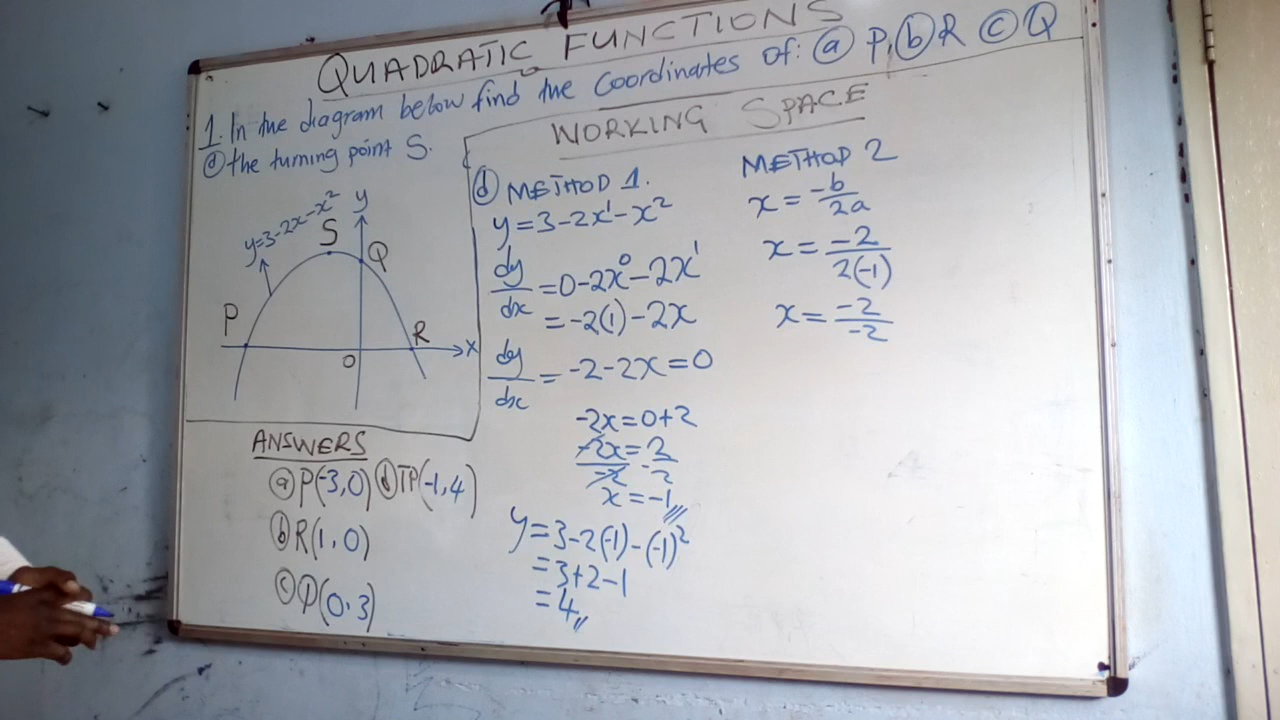 QUADRATIC FUNCTIONS
1. In the diagram below find the coordinates of: (a) P, (b) R (c) Q
(d) the turning point S.
y=3-2x-x²
y
S
Q
P
R
O
x
ANSWERS
(a) P(-3,0) (d) TP(-1,4)
(b) R(1,0)
(c) P(0,3)
WORKING SPACE
(d) METHOD 1.
y=3-2x¹-x²
dy/dx =0-2x⁰-2x¹
=-2(1)-2x
dy/dx =-2-2x=0
-2x=0+2
-2x/-2=2/-2
x=-1//
y=3-2(-1)-(-1)²
=3+2-1
=4//
METHOD 2
x=-b/2a
x=-2/2(-1)
x=-2/-2